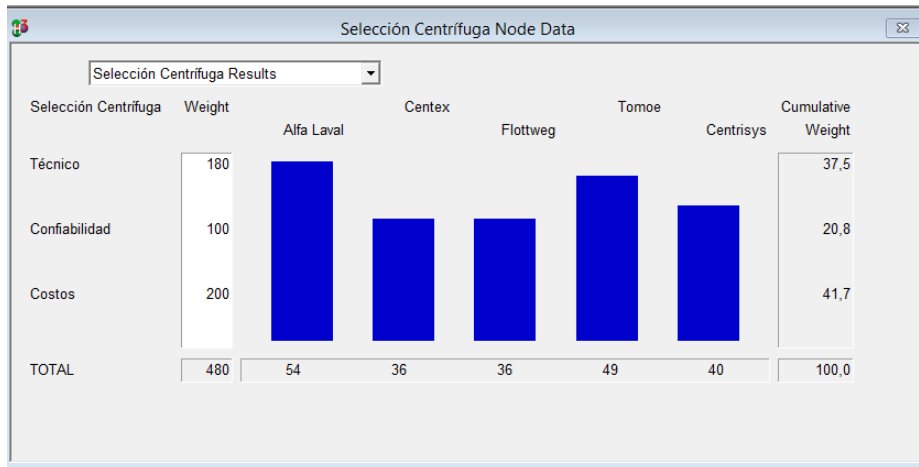 Selección Centrífuga Node Data
Selección Centrífuga Results
Selección Centrífuga Weight Centex Tomoe Cumulative
Alfa Laval Flottweg Centrisys Weight
Técnico 180 37,5
Confiabilidad 100 20,8
Costos 200 41,7
TOTAL 480 54 36 36 49 40 100,0